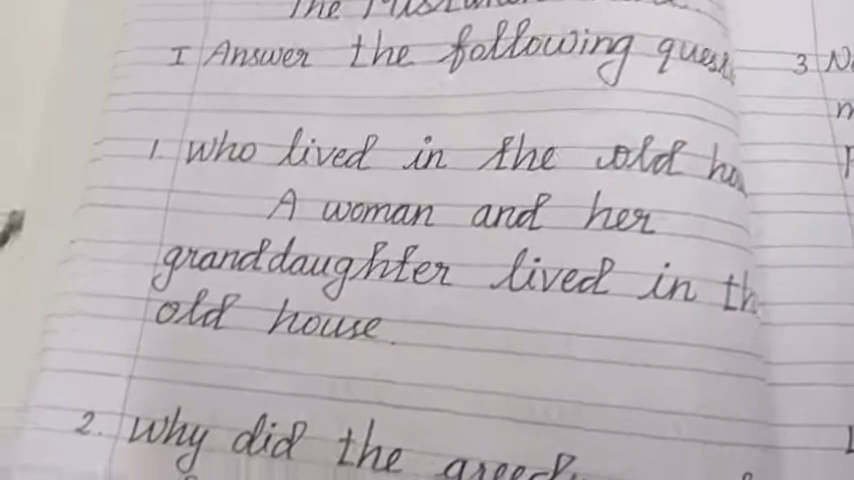 The
I Answer the following
1. Who lived in the old
A woman and her
granddaughter lived in
old house.
2. Why did the
3